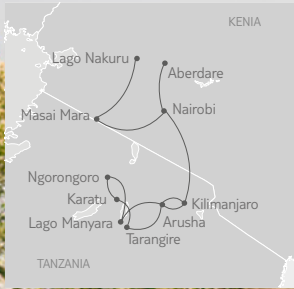 KENIA
Lago Nakuru
Aberdare
Masai Mara
Nairobi
Ngorongoro
Karatu
Kilimanjaro
Lago Manyara
Arusha
Tarangire
TANZANIA